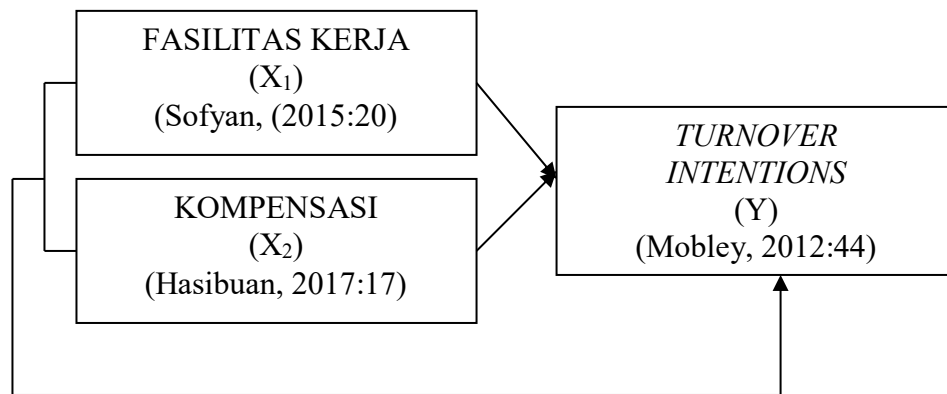 FASILITAS KERJA
(X₁)
(Sofyan, (2015:20)
KOMPENSASI
(X₂)
(Hasibuan, 2017:17)
TURNOVER
INTENTIONS
(Y)
(Mobley, 2012:44)